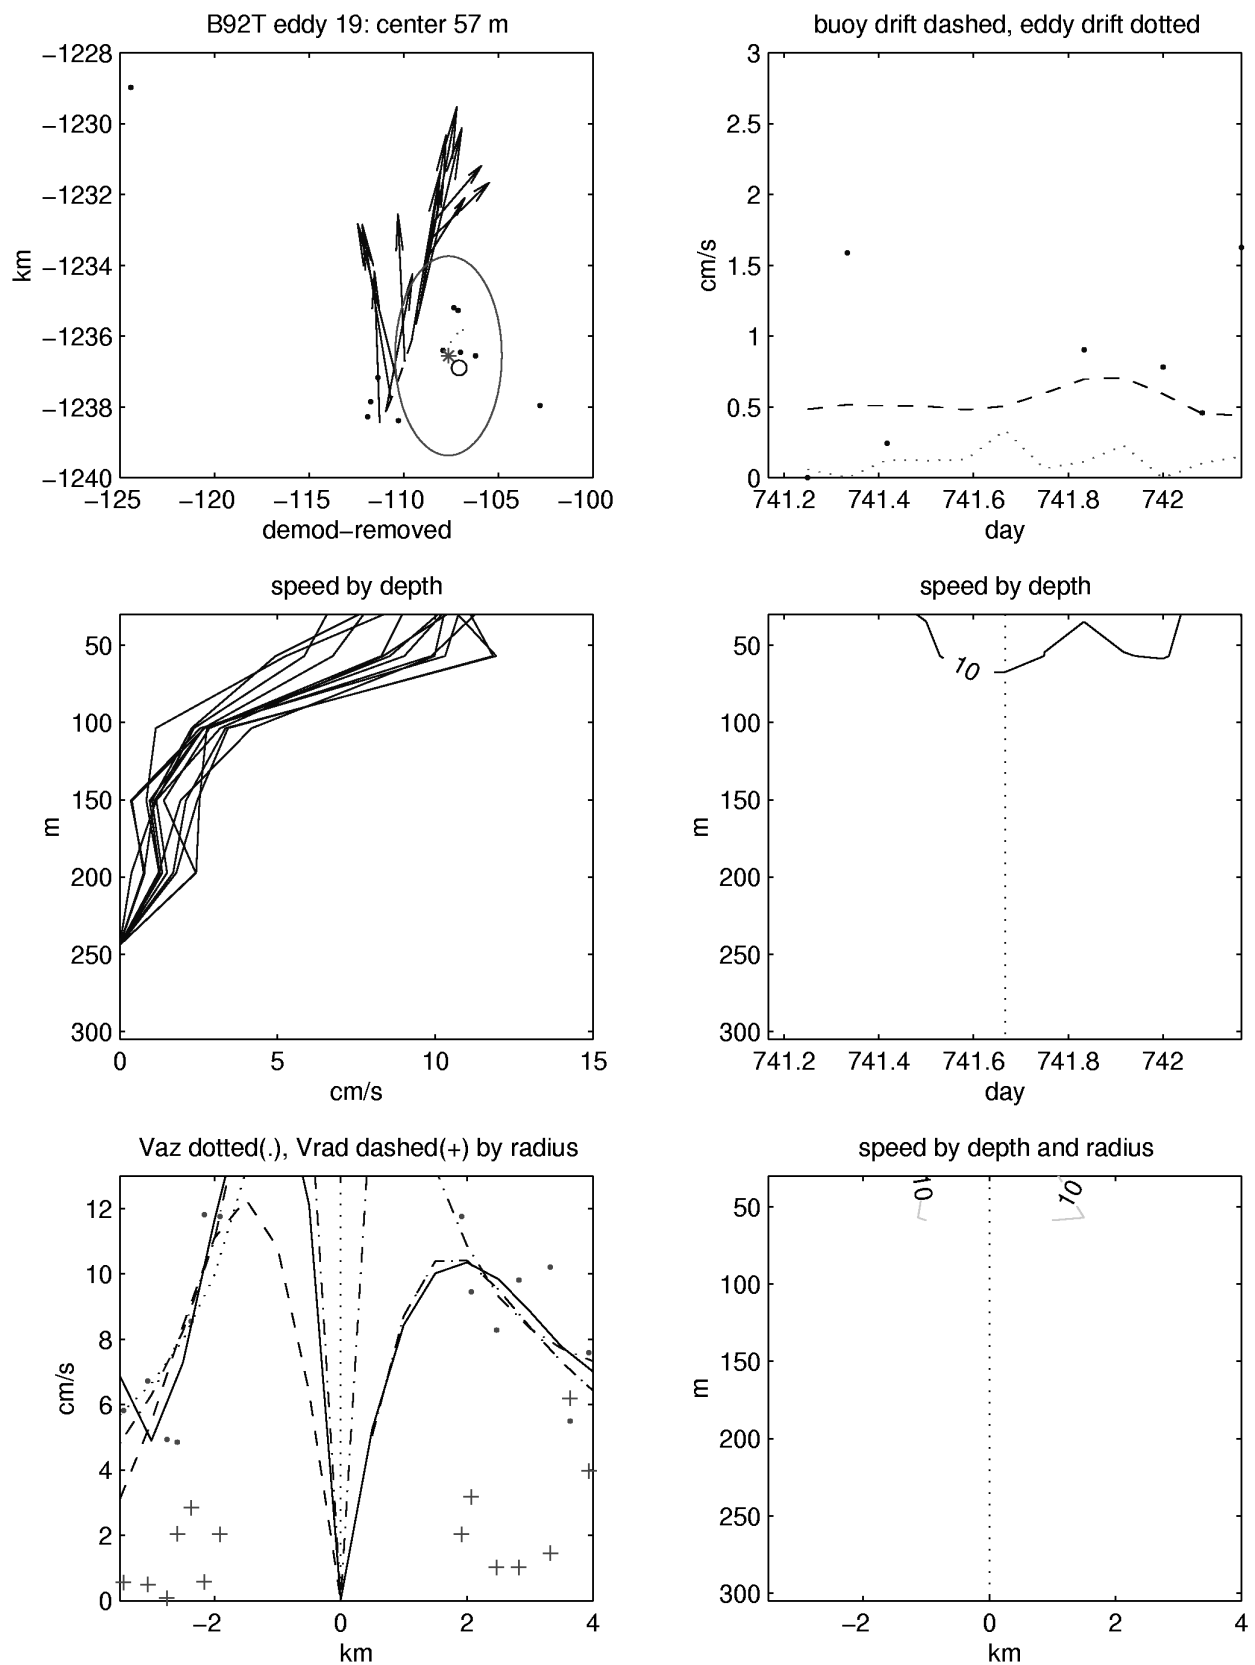 B92T eddy 19: center 57 m
−1228
−1230
−1232
−1234
−1236
−1238
−1240
km
−125 −120 −115 −110 −105 −100
demod−removed
buoy drift dashed, eddy drift dotted
3
2.5
2
1.5
1
0.5
0
cm/s
741.2 741.4 741.6 741.8 742
day
speed by depth
50
100
150
200
250
300
m
0 5 10 15
cm/s
speed by depth
50
100
150
200
250
300
m
10
741.2 741.4 741.6 741.8 742
day
Vaz dotted(.), Vrad dashed(+) by radius
12
10
8
6
4
2
0
cm/s
−2 0 2 4
km
speed by depth and radius
10 10
50
100
150
200
250
300
m
−2 0 2 4
km